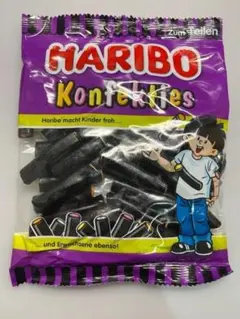 zum Teilen
HARIBO
Konfekties
Haribo macht Kinder froh ...
... und Erwachsene ebenso!